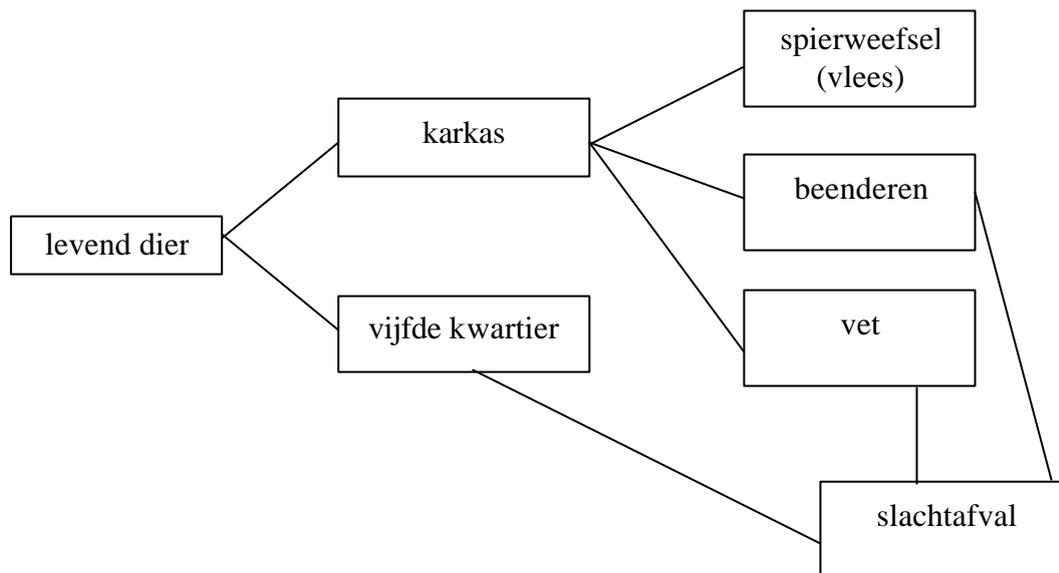 spierweefsel
(vlees)
karkas
beenderen
levend dier
vijfde kwartier
vet
slachtafval